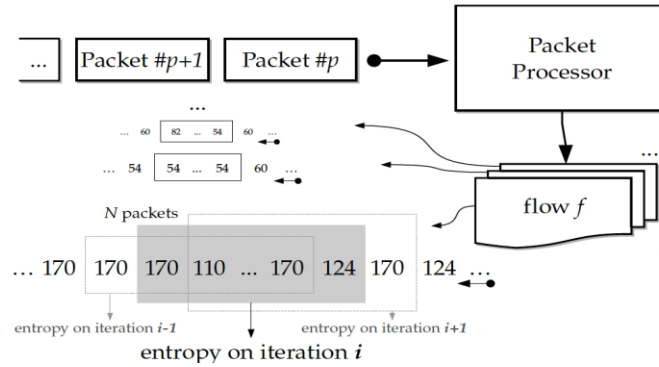 ... Packet #p+1 Packet #p
Packet
Processor
...
... 60 82 ... 54 60 ...
... 54 54 ... 54 60 ...
...
flow f
N packets
... 170 170 170 110 ... 170 124 170 124 ...
entropy on iteration i-1
entropy on iteration i+1
entropy on iteration i